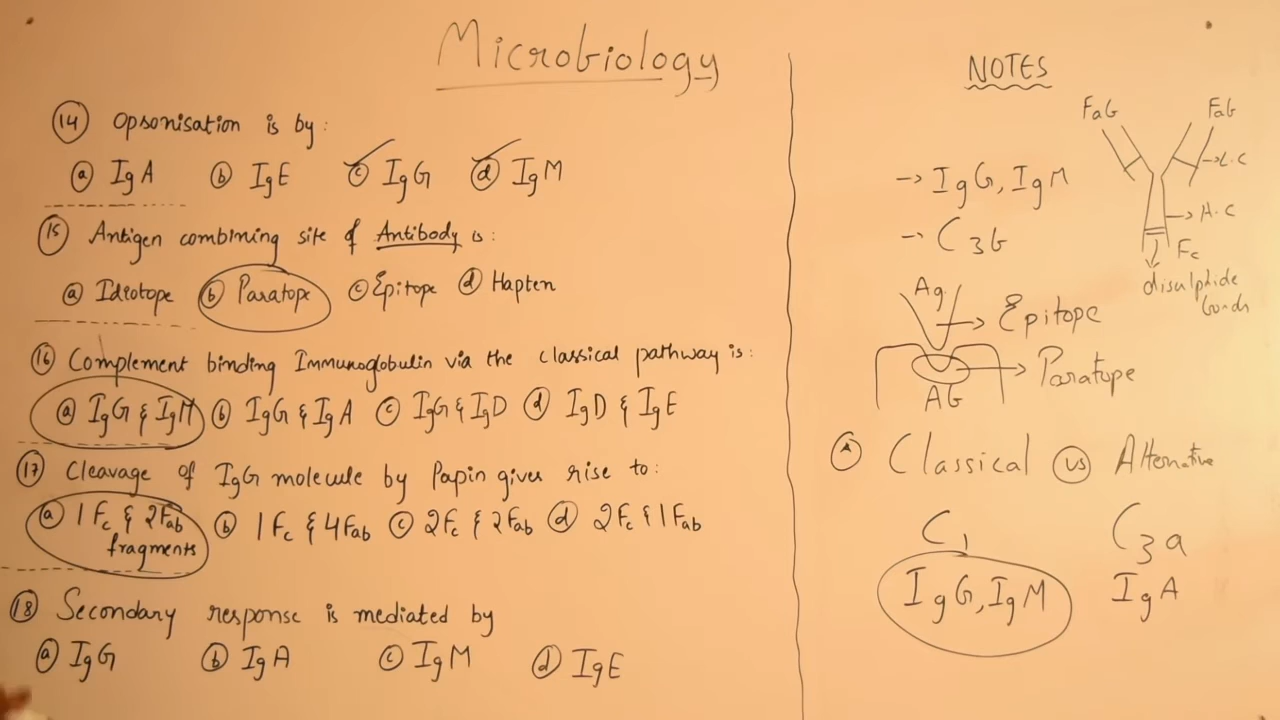 Microbiology
14 Opsonisation is by:
a IgA b IgE c IgG d IgM
15 Antigen combining site of Antibody is:
a Idiotope b Paratope c Epitope d Hapten
16 Complement binding Immunoglobulin via the classical pathway is:
a IgG & IgM b IgG & IgA c IgG & IgD d IgD & IgE
17 Cleavage of IgG molecule by Papin gives rise to:
a 1Fc & 2Fab fragments b 1Fc & 4Fab c 2Fc & 2Fab d 2Fc & 1Fab
18 Secondary response is mediated by
a IgG b IgA c IgM d IgE
NOTES
Fab Fab
→ L.C
→ IgG, IgM
→ H.C
→ C3b
Fc
disulphide bonds
Ag
→ Epitope
→ Paratope
Ab
Classical vs Alternative
C1 C3a
IgG, IgM IgA